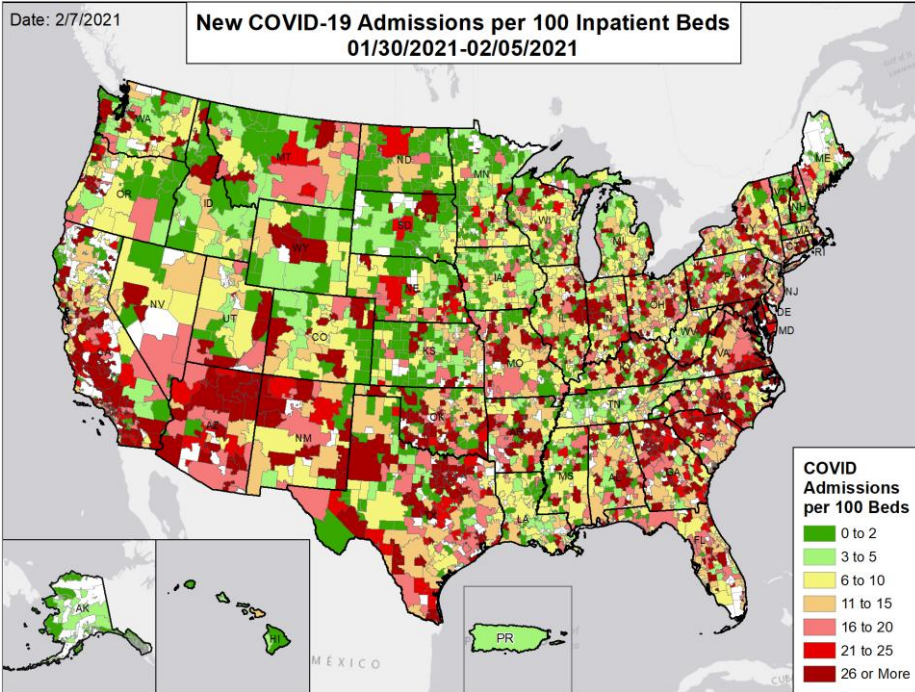 Date: 2/7/2021
New COVID-19 Admissions per 100 Inpatient Beds
01/30/2021-02/05/2021
WA
MT
ND
MN
ME
OR
ID
SD
WI
MI
NY
VT
NH
MA
CT
RI
WY
IA
NE
PA
NJ
NV
UT
CO
KS
MO
IL
IN
OH
WV
VA
DE
MD
CA
AZ
NM
OK
AR
TN
KY
NC
SC
MS
AL
GA
LA
FL
AK
HI
PR
MÉXICO
COVID
Admissions
per 100 Beds
0 to 2
3 to 5
6 to 10
11 to 15
16 to 20
21 to 25
26 or More